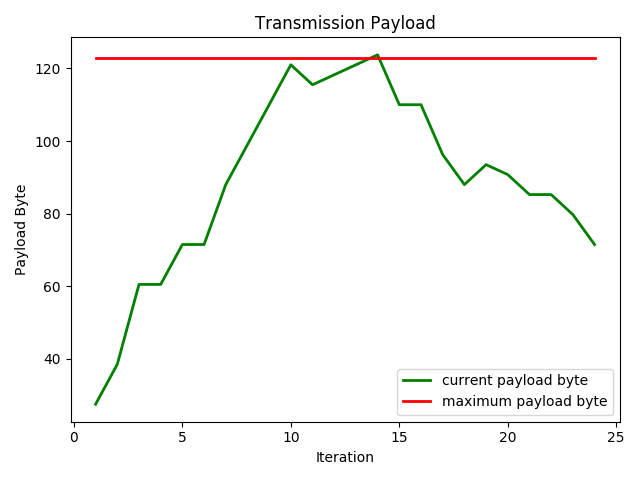 Transmission Payload
120
100
80
60
40
Payload Byte
0
5
10
15
20
25
Iteration
current payload byte
maximum payload byte